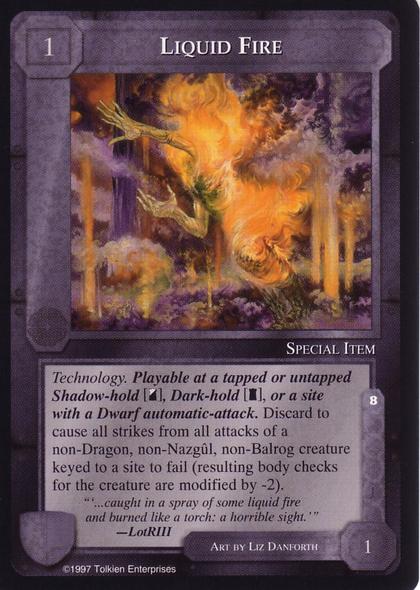 1
LIQUID FIRE
SPECIAL ITEM
Technology. Playable at a tapped or untapped
Shadow-hold [], Dark-hold [], or a site
with a Dwarf automatic-attack. Discard to
cause all strikes from all attacks of a
non-Dragon, non-Nazgûl, non-Balrog creature
keyed to a site to fail (resulting body checks
for the creature are modified by -2).
8
"'...caught in a spray of some liquid fire
and burned like a torch: a horrible sight.'"
—LotRIII
ART BY LIZ DANFORTH
1
©1997 Tolkien Enterprises